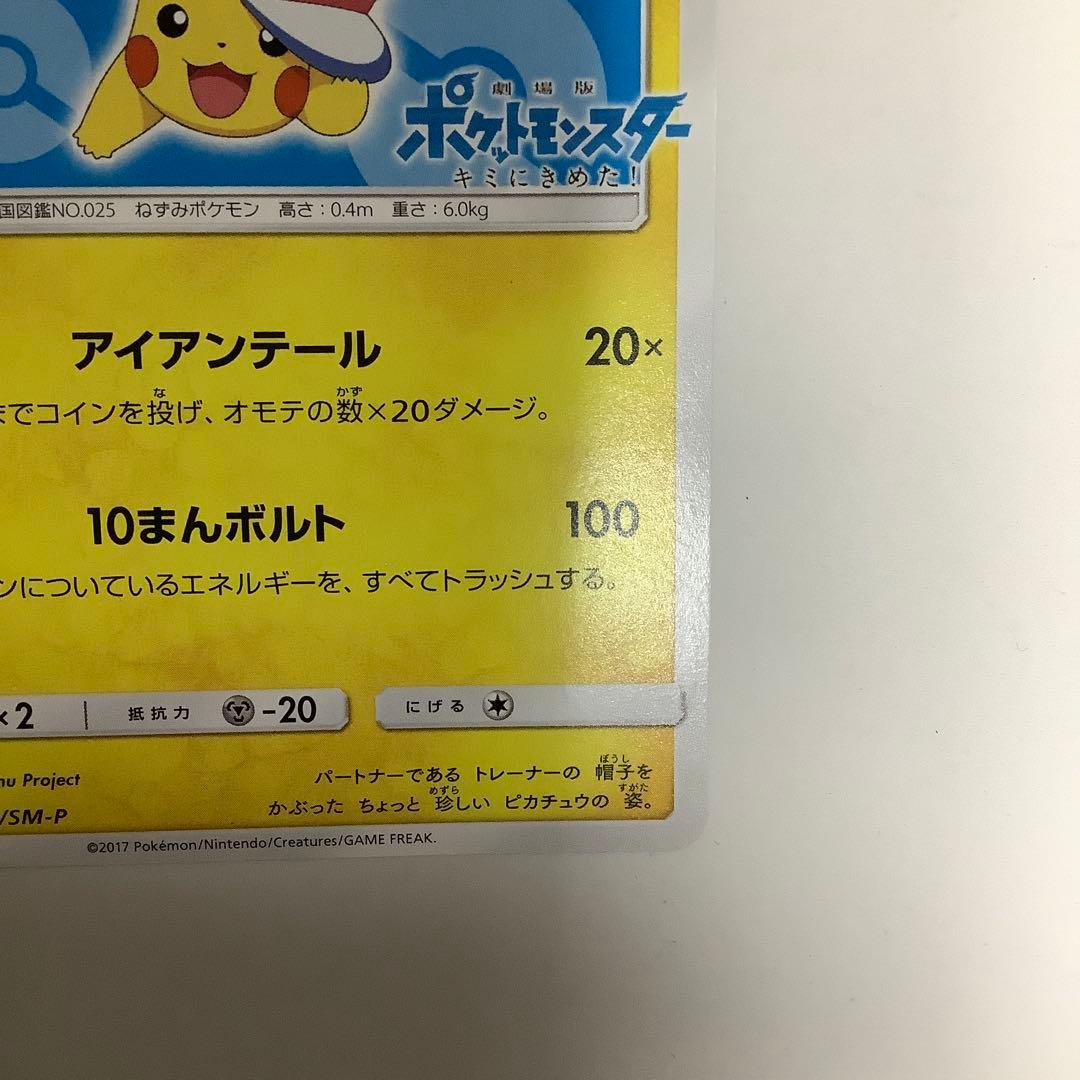 劇場版
ポケットモンスター
キミにきめた!
国図鑑NO.025 ねずみポケモン 高さ:0.4m 重さ:6.0kg
アイアンテール 20×
までコインを投げ、オモテの数×20ダメージ。
10まんボルト 100
ンについているエネルギーを、すべてトラッシュする。
×2 抵抗力 -20 にげる
nu Project
パートナーである トレーナーの 帽子を
/SM-P
かぶった ちょっと 珍しい ピカチュウの 姿。
©2017 Pokémon/Nintendo/Creatures/GAME FREAK.